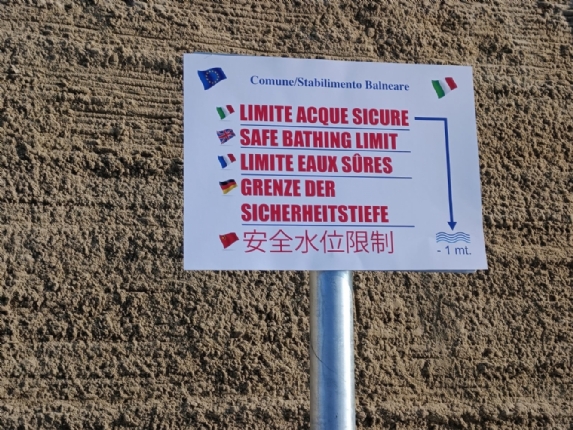 Comune/Stabilimento Balneare
LIMITE ACQUE SICURE
SAFE BATHING LIMIT
LIMITE EAUX SÛRES
GRENZE DER
SICHERHEITSTIEFE
安全水位限制
- 1 mt.